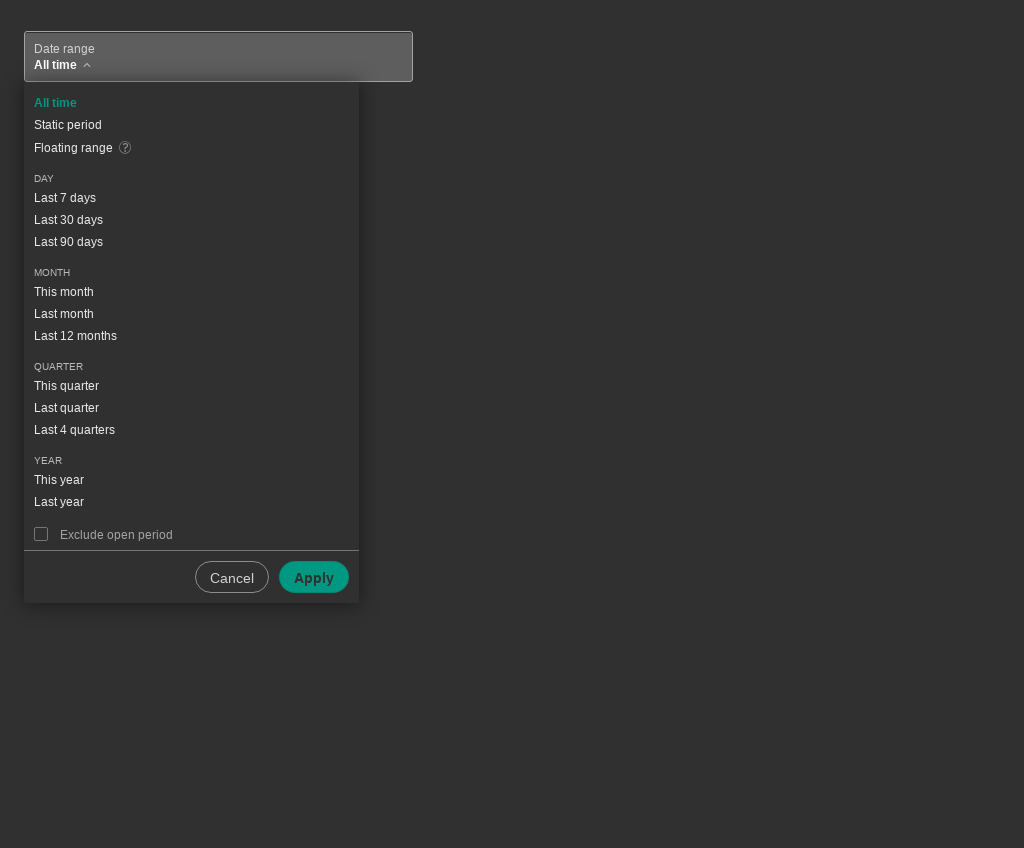 Date range
All time
All time
Static period
Floating range ?
DAY
Last 7 days
Last 30 days
Last 90 days
MONTH
This month
Last month
Last 12 months
QUARTER
This quarter
Last quarter
Last 4 quarters
YEAR
This year
Last year
Exclude open period
Cancel Apply